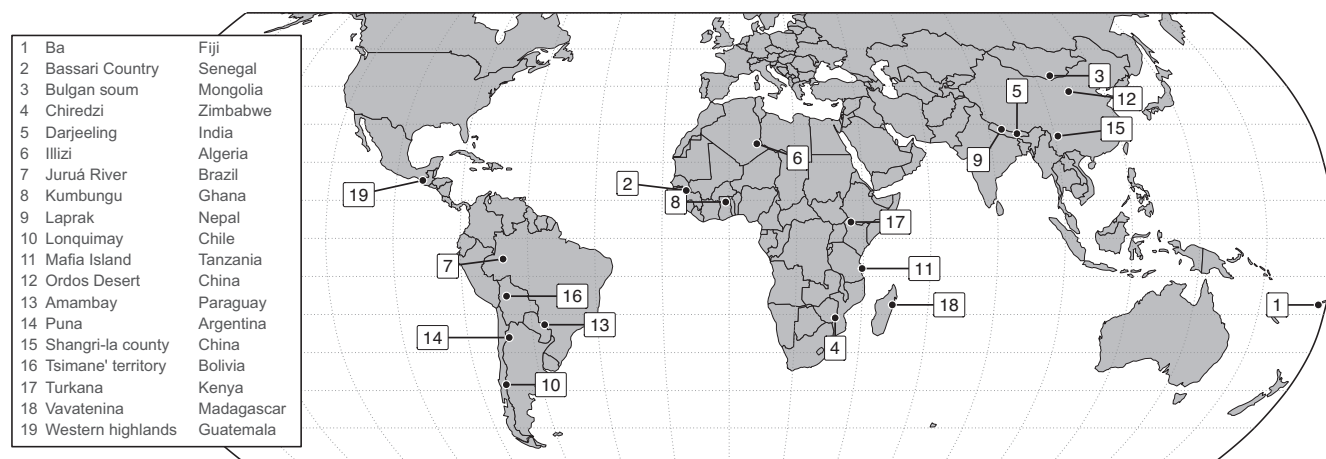 1 Ba Fiji
2 Bassari Country Senegal
3 Bulgan soum Mongolia
4 Chiredzi Zimbabwe
5 Darjeeling India
6 Illizi Algeria
7 Juruá River Brazil
8 Kumbungu Ghana
9 Laprak Nepal
10 Lonquimay Chile
11 Mafia Island Tanzania
12 Ordos Desert China
13 Amambay Paraguay
14 Puna Argentina
15 Shangri-la county China
16 Tsimane' territory Bolivia
17 Turkana Kenya
18 Vavatenina Madagascar
19 Western highlands Guatemala
3
5
12
15
6
9
2
19
8
17
7
11
16
18
1
13
14
4
10